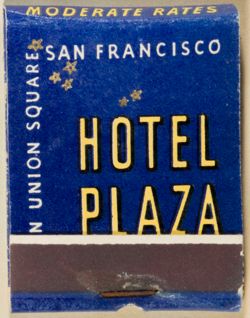 MODERATE RATES
SAN FRANCISCO
N UNION SQUARE
HOTEL
PLAZA